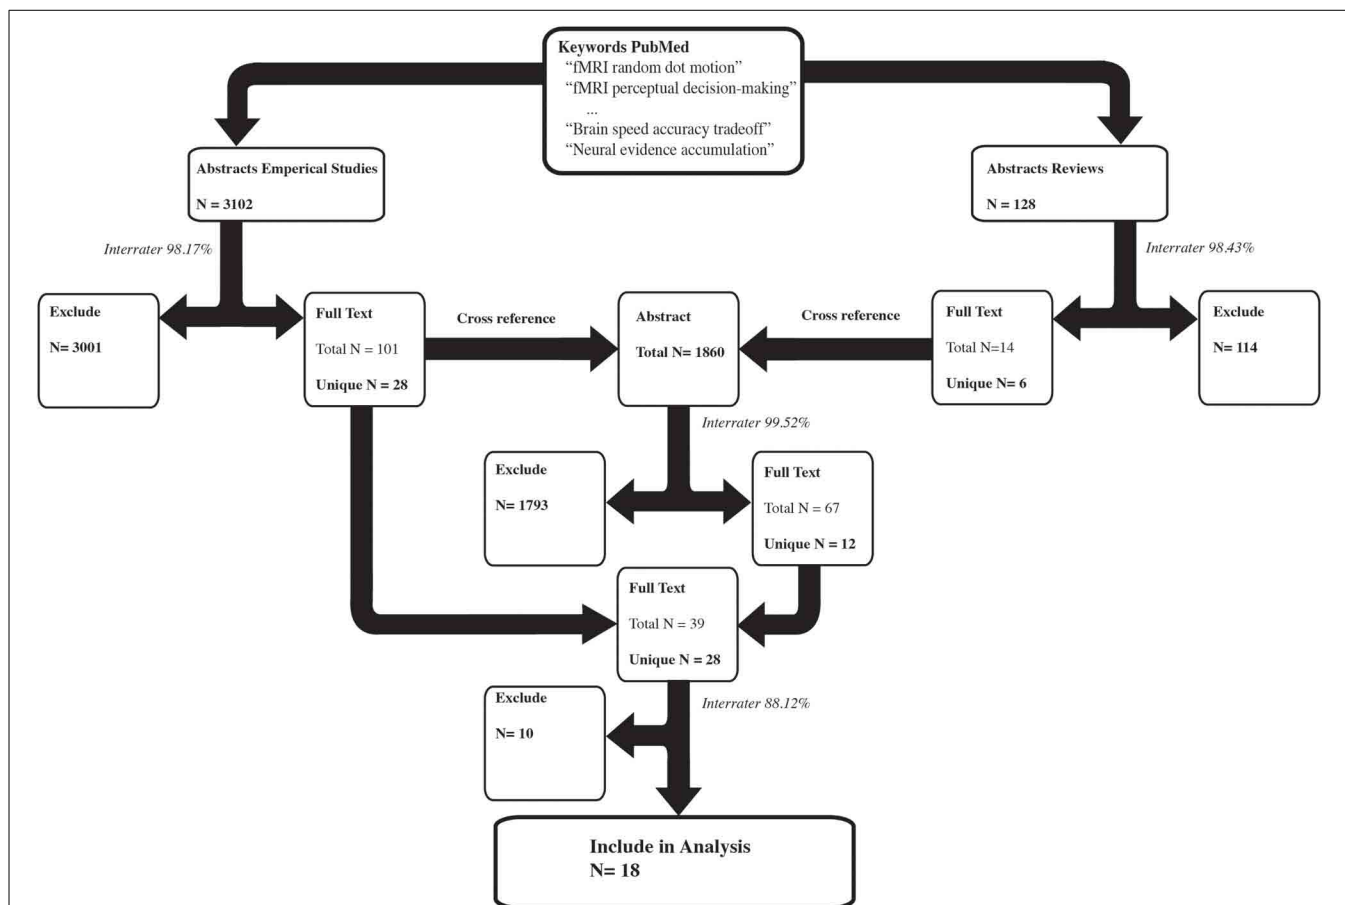 Keywords PubMed
“fMRI random dot motion”
“fMRI perceptual decision-making”
...
“Brain speed accuracy tradeoff”
“Neural evidence accumulation”
Abstracts Emperical Studies
N = 3102
Abstracts Reviews
N = 128
Interrater 98.17%
Interrater 98.43%
Exclude
N= 3001
Full Text
Total N = 101
Unique N = 28
Cross reference
Abstract
Total N= 1860
Cross reference
Full Text
Total N=14
Unique N= 6
Exclude
N= 114
Interrater 99.52%
Exclude
N= 1793
Full Text
Total N = 67
Unique N = 12
Full Text
Total N = 39
Unique N = 28
Interrater 88.12%
Exclude
N= 10
Include in Analysis
N= 18